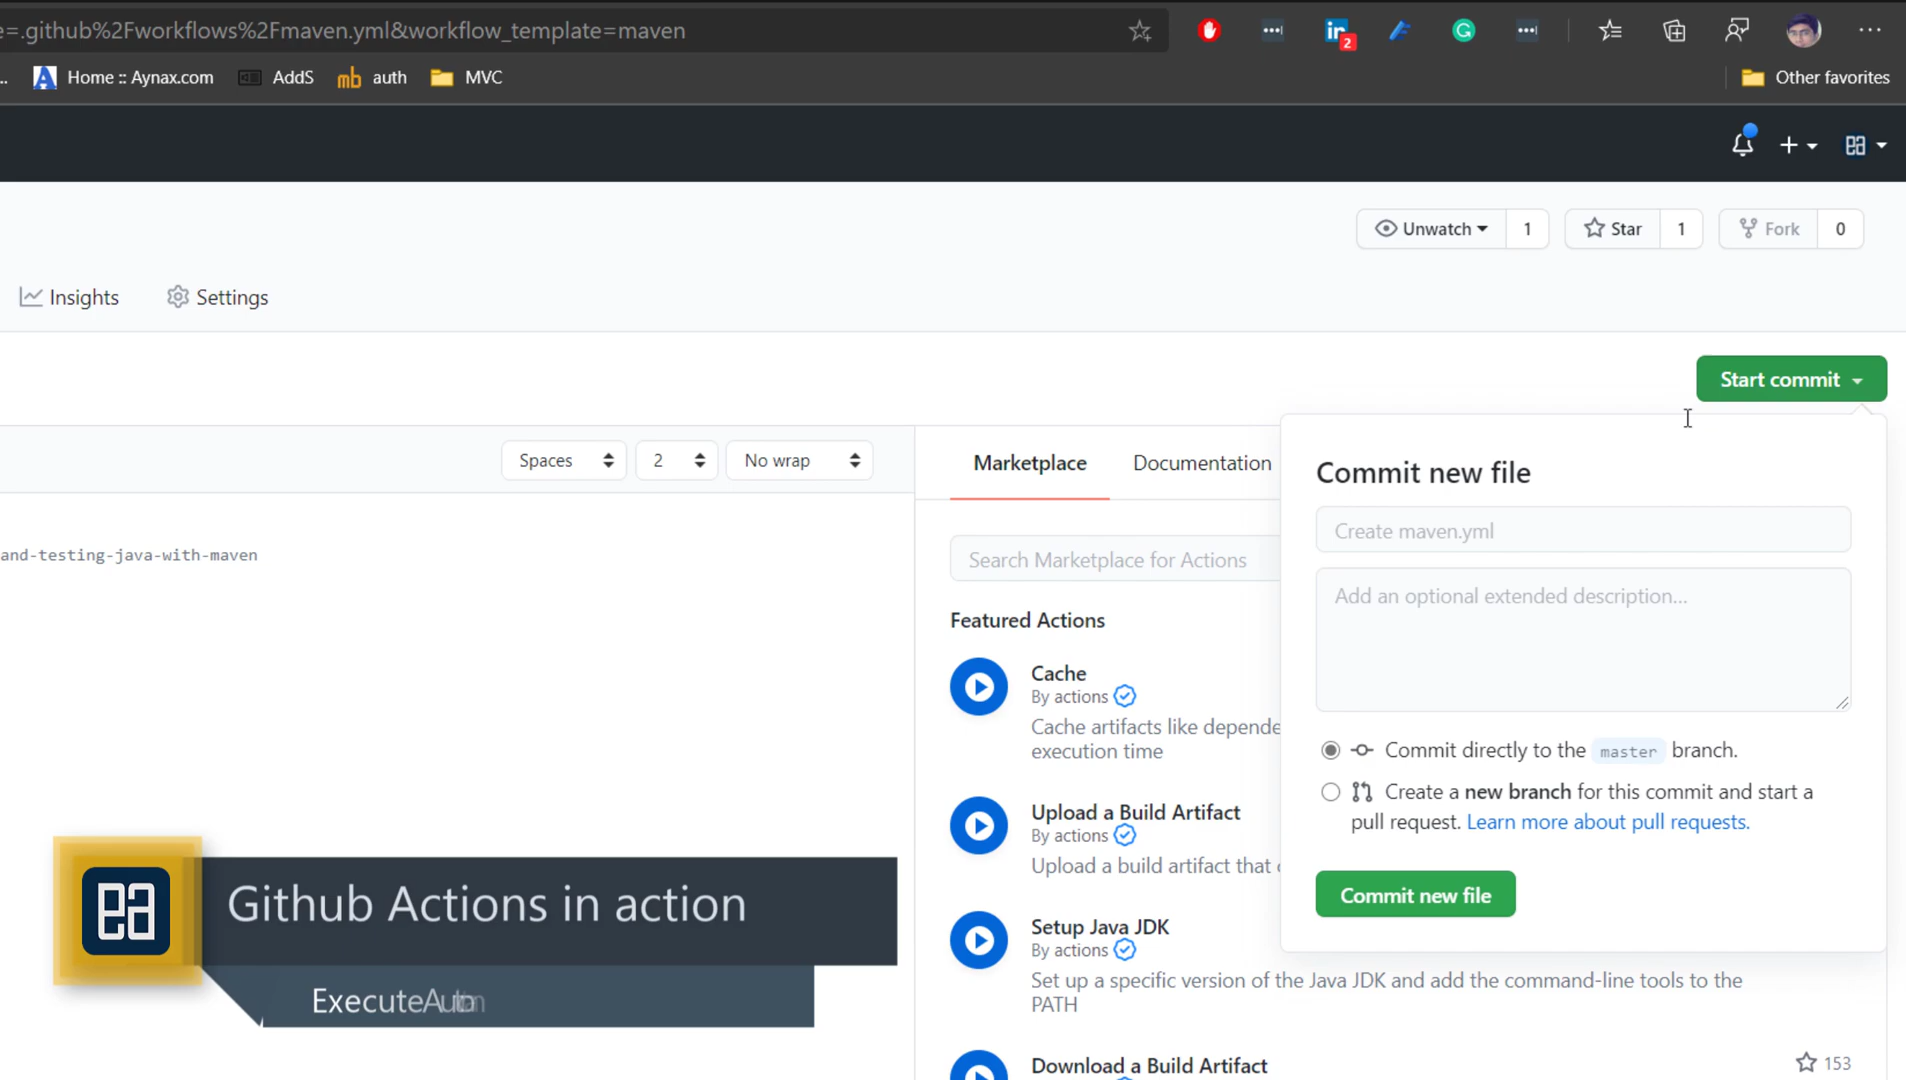 e=.github%2Fworkflows%2Fmaven.yml&workflow_template=maven
2
Home :: Aynax.com
AddS
mb auth
MVC
Other favorites
Unwatch 1
Star 1
Fork 0
Insights
Settings
Start commit
Spaces
2
No wrap
Marketplace
Documentation
and-testing-java-with-maven
Search Marketplace for Actions
Featured Actions
Cache
By actions
Cache artifacts like depende
execution time
Upload a Build Artifact
By actions
Upload a build artifact that
Setup Java JDK
By actions
Set up a specific version of the Java JDK and add the command-line tools to the
PATH
Download a Build Artifact
153
Commit new file
Create maven.yml
Add an optional extended description...
Commit directly to the master branch.
Create a new branch for this commit and start a
pull request. Learn more about pull requests.
Commit new file
ea
Github Actions in action